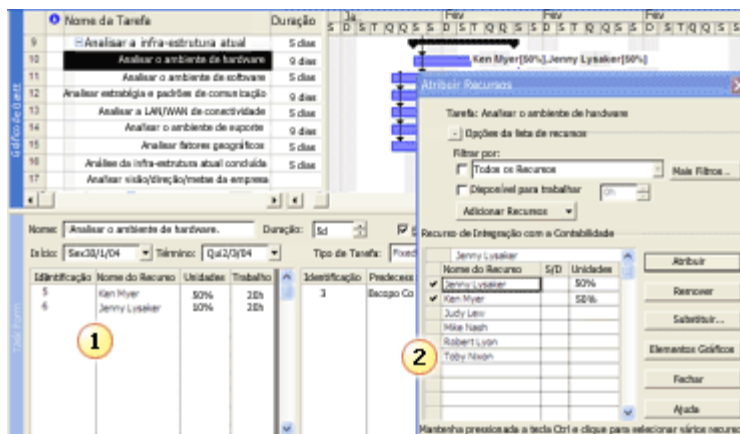 Nome da Tarefa Duração Ja Fev Fev Fev
S D S T Q Q S S D S T Q Q S S D S T Q Q S S D S T Q Q
9 Analisar a infra-estrutura atual 5 dias
10 Analisar o ambiente de hardware 9 dias Ken Myer[50%],Jenny Lysaker[50%]
11 Analisar o ambiente de software 5 dias
12 Analisar estratégia e padrões de comunicação 9 dias
13 Analisar a LAN/WAN de conectividade 5 dias
14 Analisar o ambiente de suporte 9 dias
15 Analisar fatores geográficos 5 dias
16 Análise da infra-estrutura atual concluída 5 dias
17 Analisar visão/direção/metas da empresa
Gráfico de Gantt
Nome: Analisar o ambiente de hardware. Duração: 5d
Início: Sex30/1/04 Término: Qui2/3/04 Tipo de Tarefa: Fixed
Identificação Nome do Recurso Unidades Trabalho Identificação Predecess
5 Ken Myer 50% 20h 3 Escopo Co
6 Jenny Lysaker 10% 20h
1
Task Form
Atribuir Recursos
Tarefa: Analisar o ambiente de hardware
- Opções da lista de recursos
Filtrar por:
Todos os Recursos Mais Filtros...
Disponível para trabalhar 0h
Adicionar Recursos
Recurso de Integração com a Contabilidade
Jenny Lysaker
Nome do Recurso S/D Unidades
Jenny Lysaker 50%
Ken Myer 50%
Judy Lew
Mike Nash
Robert Lyon
Toby Nixon
2
Atribuir
Remover
Substituir...
Elementos Gráficos
Fechar
Ajuda
Mantenha pressionada a tecla Ctrl e clique para selecionar vários recurso